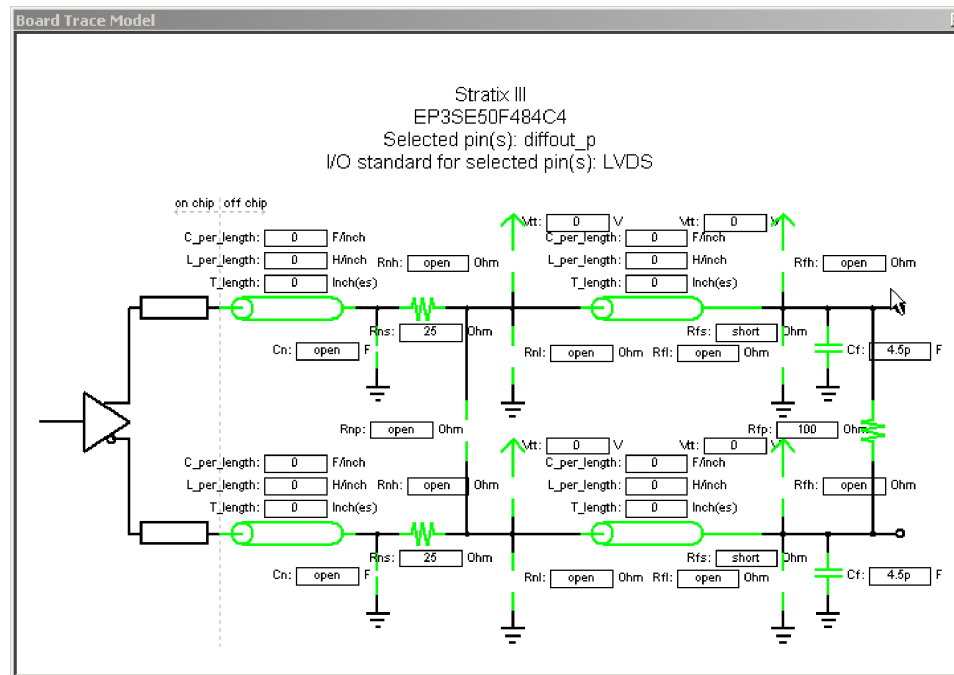 Board Trace Model
Stratix III
EP3SE50F484C4
Selected pin(s): diffout_p
I/O standard for selected pin(s): LVDS
on chip off chip
Vtt: 0 V Vtt: 0 V
C_per_length: 0 F/inch C_per_length: 0 F/inch
L_per_length: 0 H/inch Rnh: open Ohm L_per_length: 0 H/inch Rfh: open Ohm
T_length: 0 Inch(es) T_length: 0 Inch(es)
Rns: 25 Ohm Rfs: short Ohm
Cn: open F Rnl: open Ohm Rfl: open Ohm Cf: 4.5p F
Rnp: open Ohm Rfp: 100 Ohm
Vtt: 0 V Vtt: 0 V
C_per_length: 0 F/inch C_per_length: 0 F/inch
L_per_length: 0 H/inch Rnh: open Ohm L_per_length: 0 H/inch Rfh: open Ohm
T_length: 0 Inch(es) T_length: 0 Inch(es)
Rns: 25 Ohm Rfs: short Ohm
Cn: open F Rnl: open Ohm Rfl: open Ohm Cf: 4.5p F